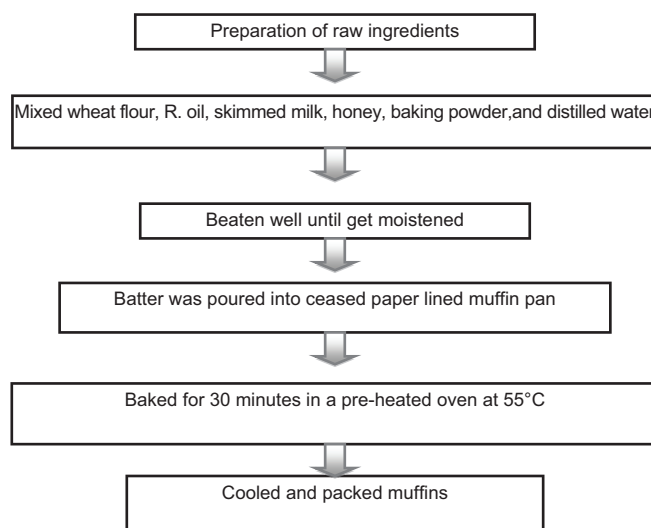 Preparation of raw ingredients
Mixed wheat flour, R. oil, skimmed milk, honey, baking powder,and distilled water
Beaten well until get moistened
Batter was poured into ceased paper lined muffin pan
Baked for 30 minutes in a pre-heated oven at 55°C
Cooled and packed muffins